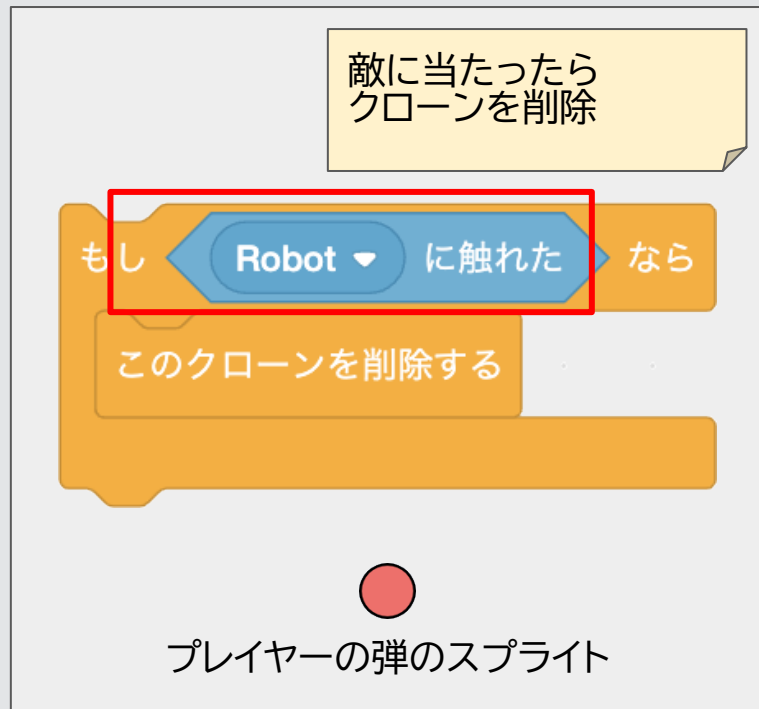 敵に当たったら
クローンを削除
もし Robot に触れた なら
このクローンを削除する
プレイヤーの弾のスプライト